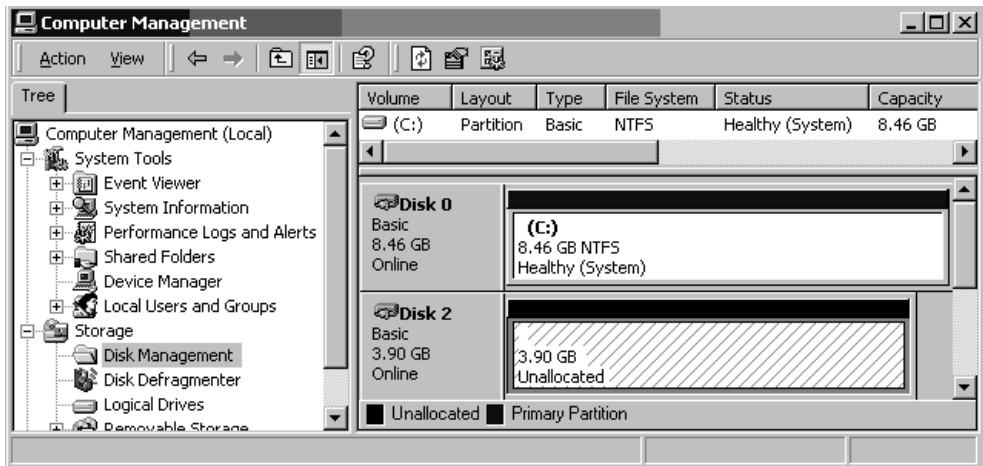 Computer Management
Action View
Tree
Computer Management (Local)
System Tools
Event Viewer
System Information
Performance Logs and Alerts
Shared Folders
Device Manager
Local Users and Groups
Storage
Disk Management
Disk Defragmenter
Logical Drives
Removable Storage
Volume Layout Type File System Status Capacity
(C:) Partition Basic NTFS Healthy (System) 8.46 GB
Disk 0
Basic
8.46 GB
Online
(C:)
8.46 GB NTFS
Healthy (System)
Disk 2
Basic
3.90 GB
Online
3.90 GB
Unallocated
Unallocated Primary Partition